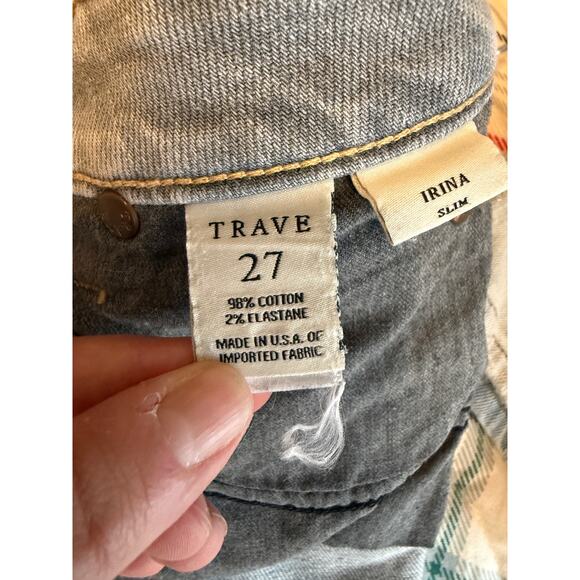 TRAVE
27
98% COTTON
2% ELASTANE
MADE IN U.S.A. OF
IMPORTED FABRIC
IRINA
SLIM